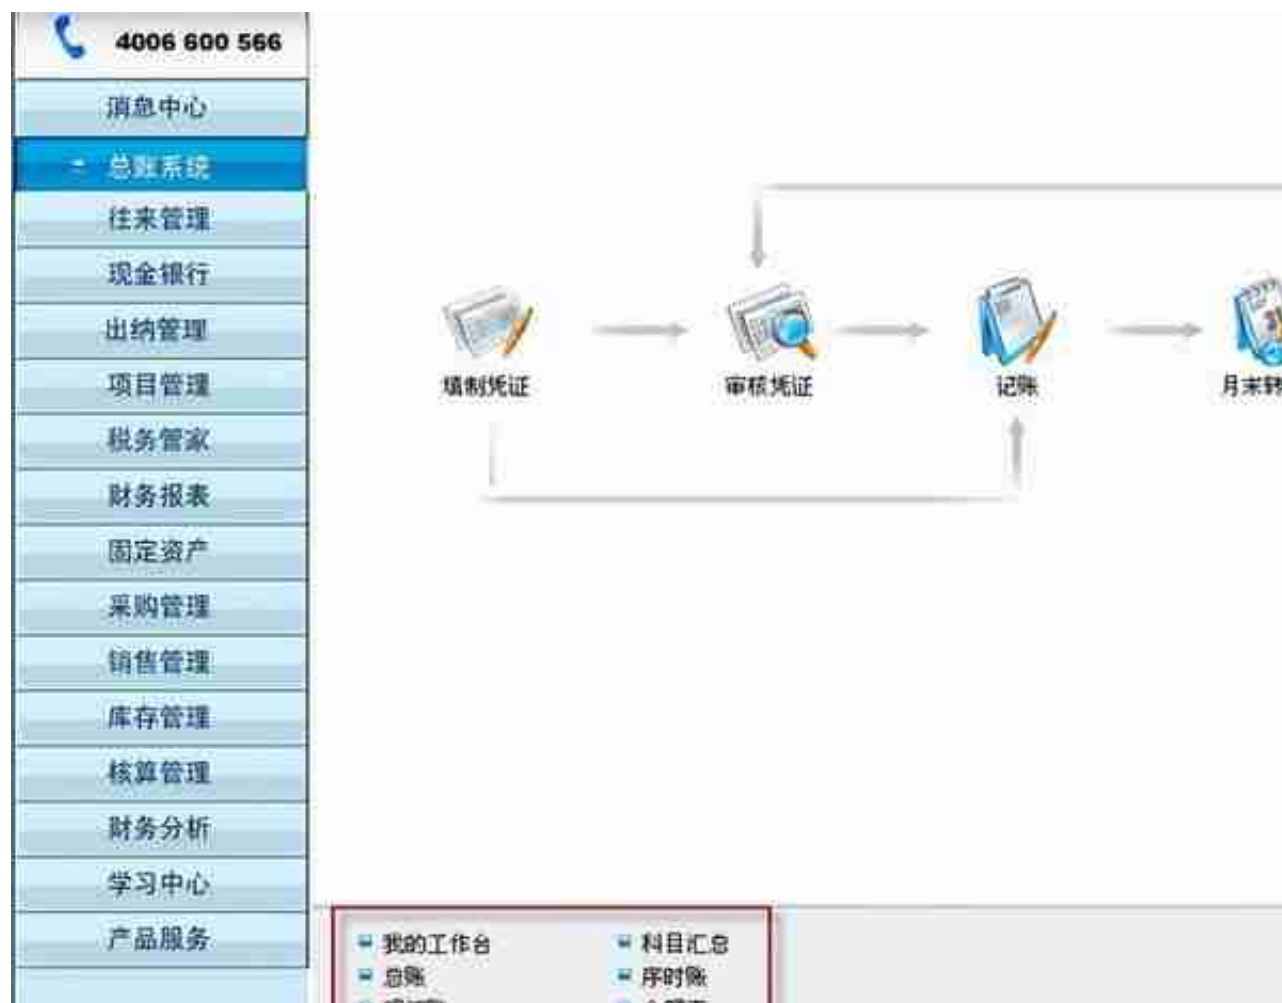 4006 600 566
消息中心
总账系统
往来管理
现金银行
出纳管理
项目管理
税务管家
财务报表
固定资产
采购管理
销售管理
库存管理
核算管理
财务分析
学习中心
产品服务
填制凭证
审核凭证
记账
月末转
我的工作台
科目汇总
总账
序时账